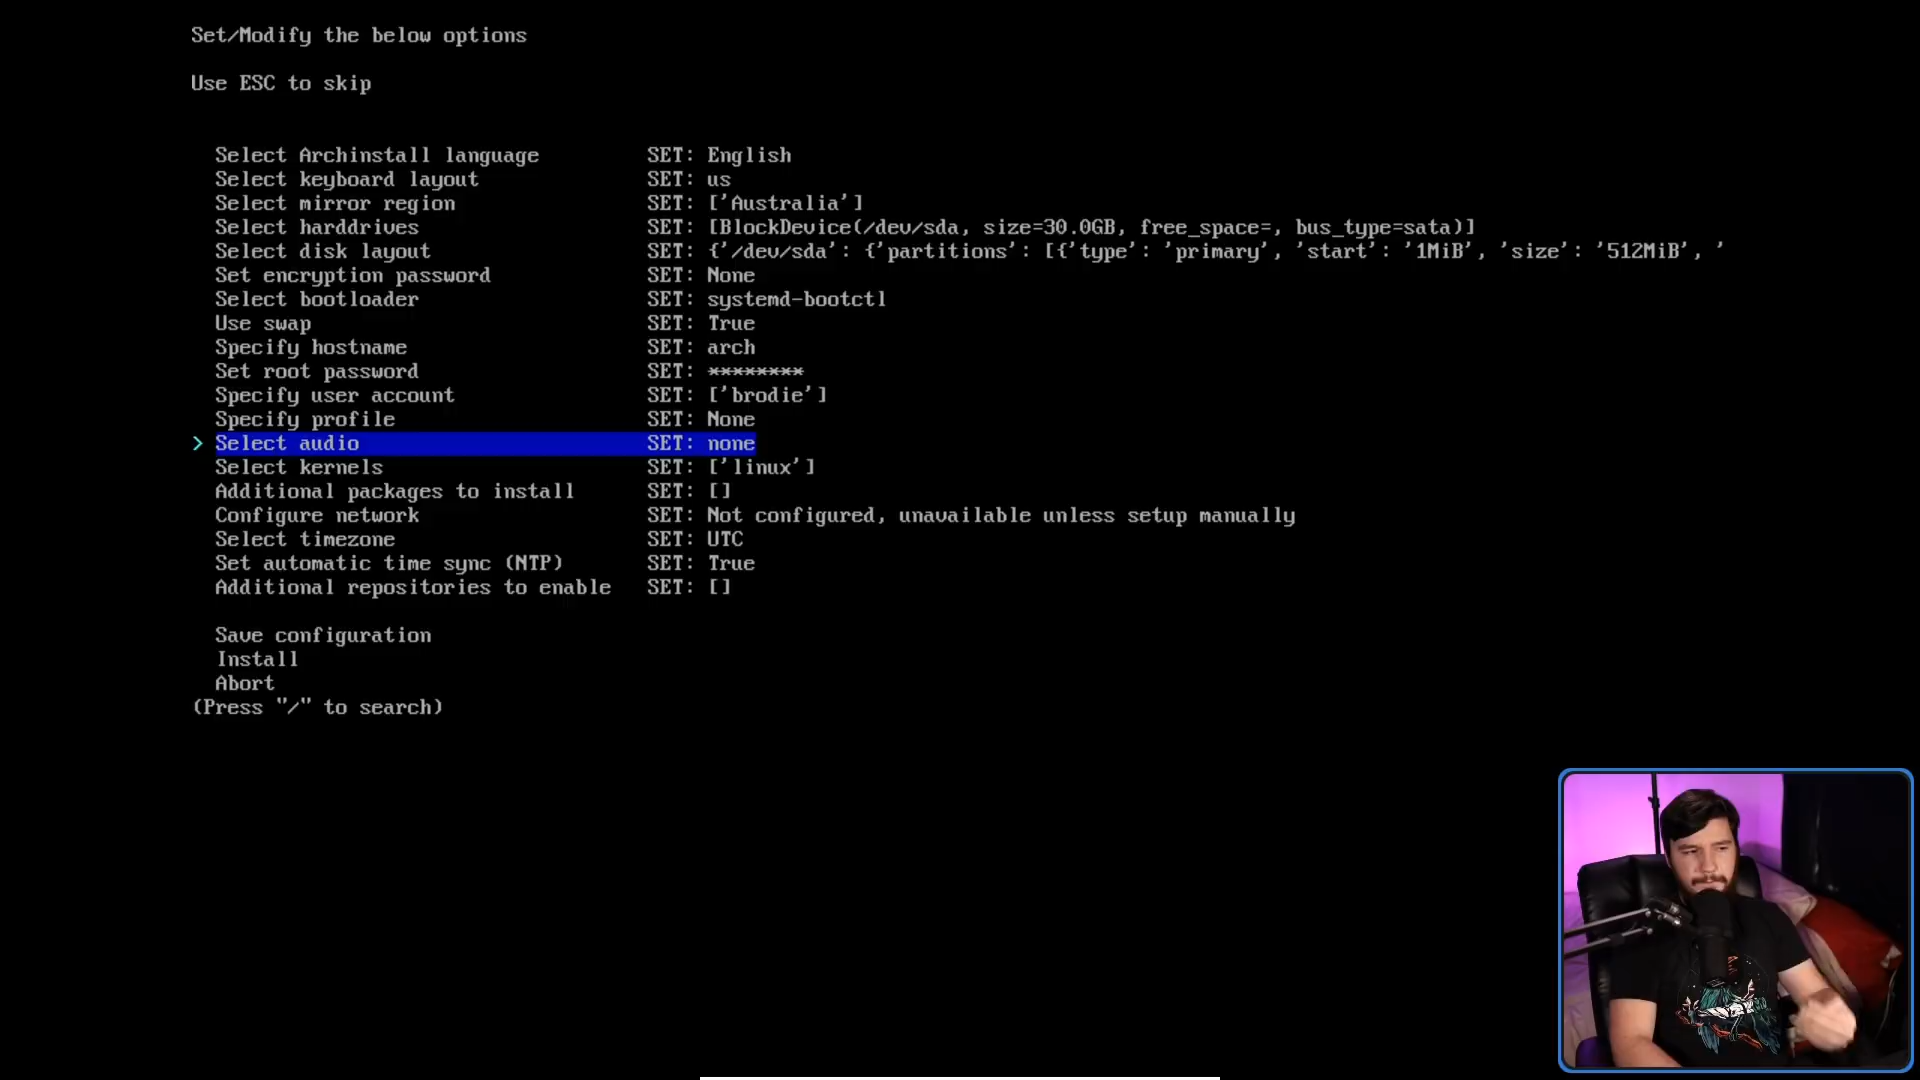 Set/Modify the below options
Use ESC to skip
Select Archinstall language SET: English
Select keyboard layout SET: us
Select mirror region SET: ['Australia']
Select harddrives SET: [BlockDevice(/dev/sda, size=30.0GB, free_space=, bus_type=sata)]
Select disk layout SET: {'/dev/sda': {'partitions': [{'type': 'primary', 'start': '1MiB', 'size': '512MiB', '
Set encryption password SET: None
Select bootloader SET: systemd-bootctl
Use swap SET: True
Specify hostname SET: arch
Set root password SET: ********
Specify user account SET: ['brodie']
Specify profile SET: None
> Select audio SET: none
Select kernels SET: ['linux']
Additional packages to install SET: []
Configure network SET: Not configured, unavailable unless setup manually
Select timezone SET: UTC
Set automatic time sync (NTP) SET: True
Additional repositories to enable SET: []
Save configuration
Install
Abort
(Press "/" to search)